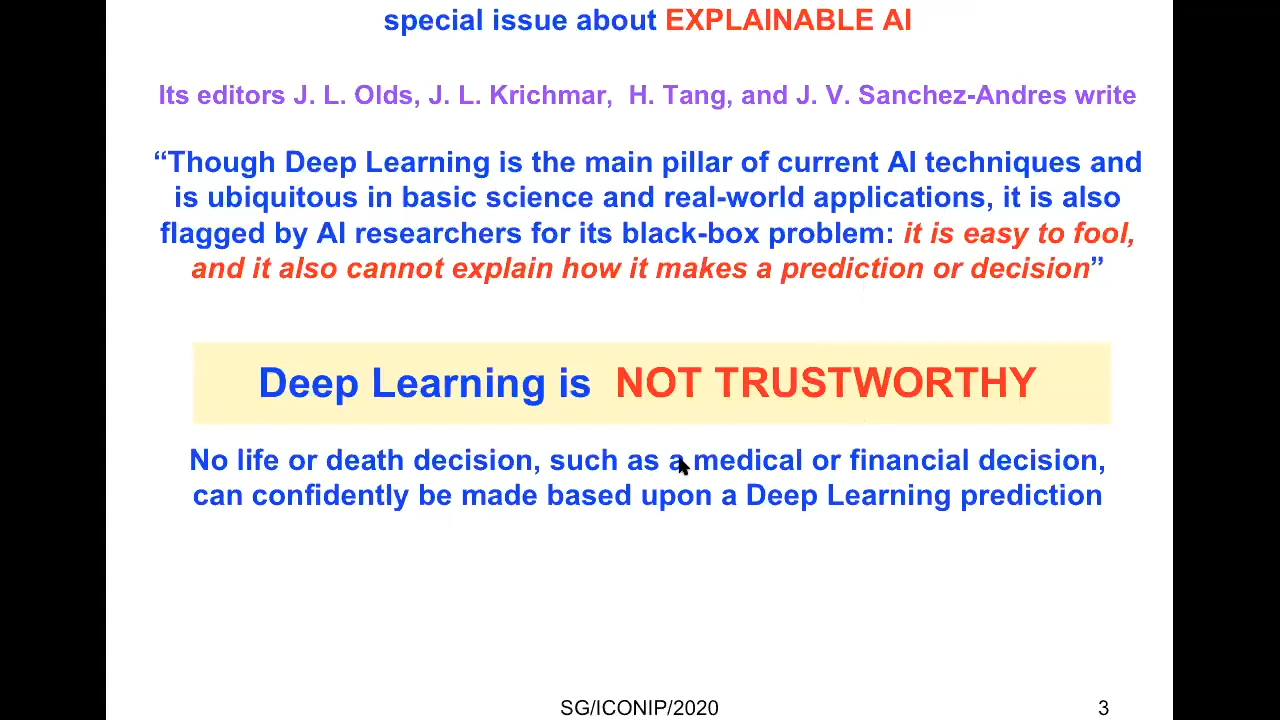 special issue about EXPLAINABLE AI
Its editors J. L. Olds, J. L. Krichmar, H. Tang, and J. V. Sanchez-Andres write
“Though Deep Learning is the main pillar of current AI techniques and
is ubiquitous in basic science and real-world applications, it is also
flagged by AI researchers for its black-box problem: it is easy to fool,
and it also cannot explain how it makes a prediction or decision”
Deep Learning is NOT TRUSTWORTHY
No life or death decision, such as a medical or financial decision,
can confidently be made based upon a Deep Learning prediction
SG/ICONIP/2020
3